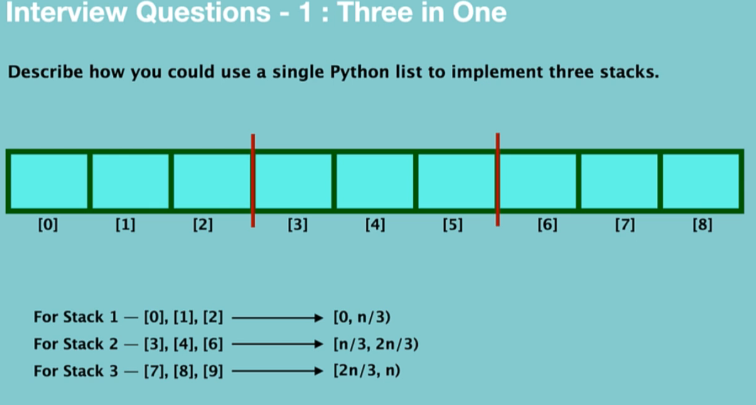 Interview Questions - 1 : Three in One
Describe how you could use a single Python list to implement three stacks.
[0] [1] [2] [3] [4] [5] [6] [7] [8]
For Stack 1 — [0], [1], [2] [0, n/3)
For Stack 2 — [3], [4], [6] [n/3, 2n/3)
For Stack 3 — [7], [8], [9] [2n/3, n)